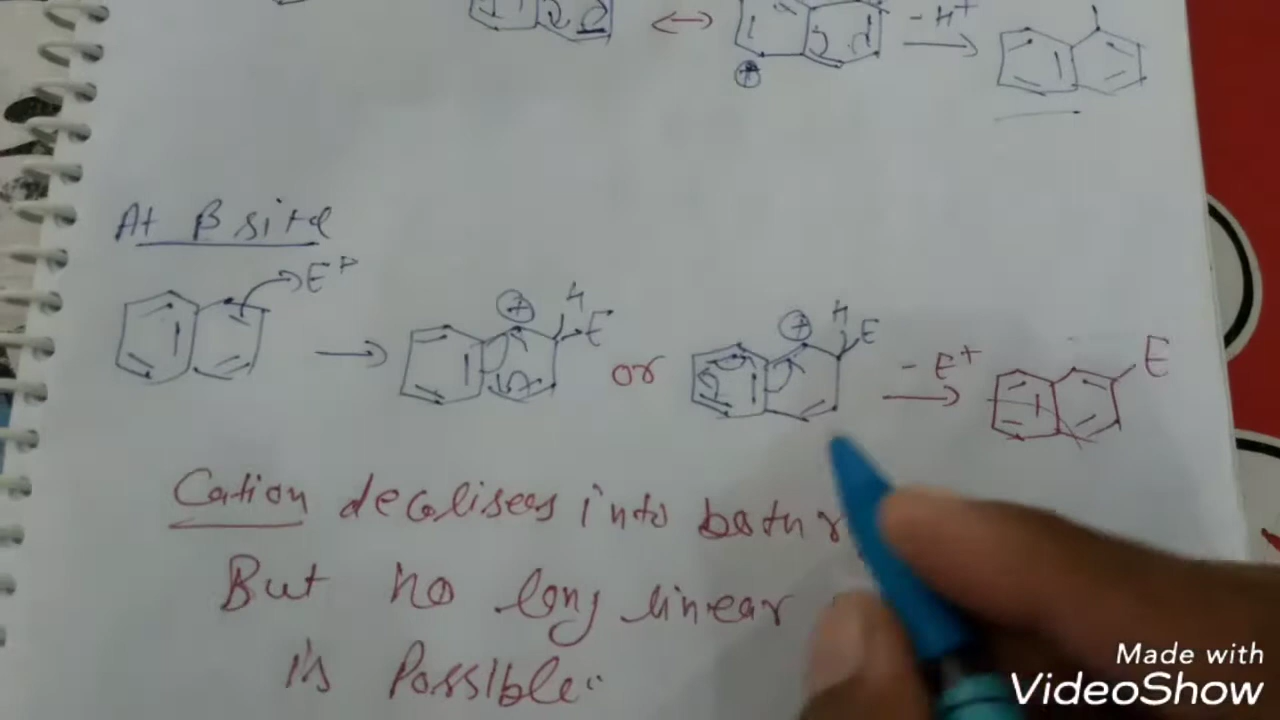 - H+
+
At β site
E+
+ H
E
or
+ H
E
- E+
E
Cation decolises into both
But no long linear
is Possible.
Made with
VideoShow